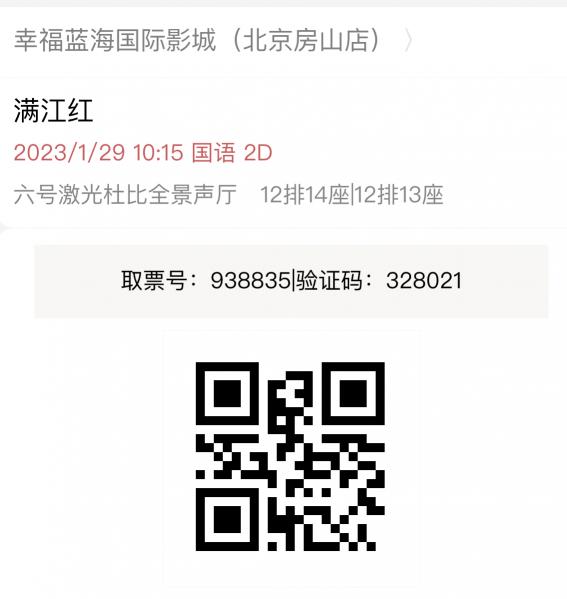 幸福蓝海国际影城（北京房山店）
满江红
2023/1/29 10:15 国语 2D
六号激光杜比全景声厅 12排14座|12排13座
取票号：938835|验证码：328021